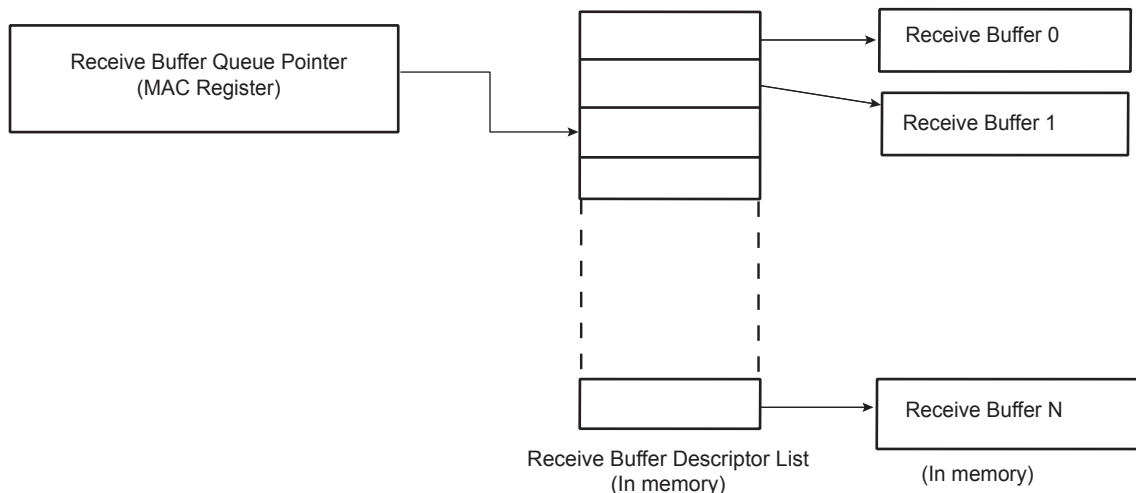 Receive Buffer Queue Pointer
(MAC Register)
Receive Buffer 0
Receive Buffer 1
Receive Buffer N
Receive Buffer Descriptor List
(In memory)
(In memory)